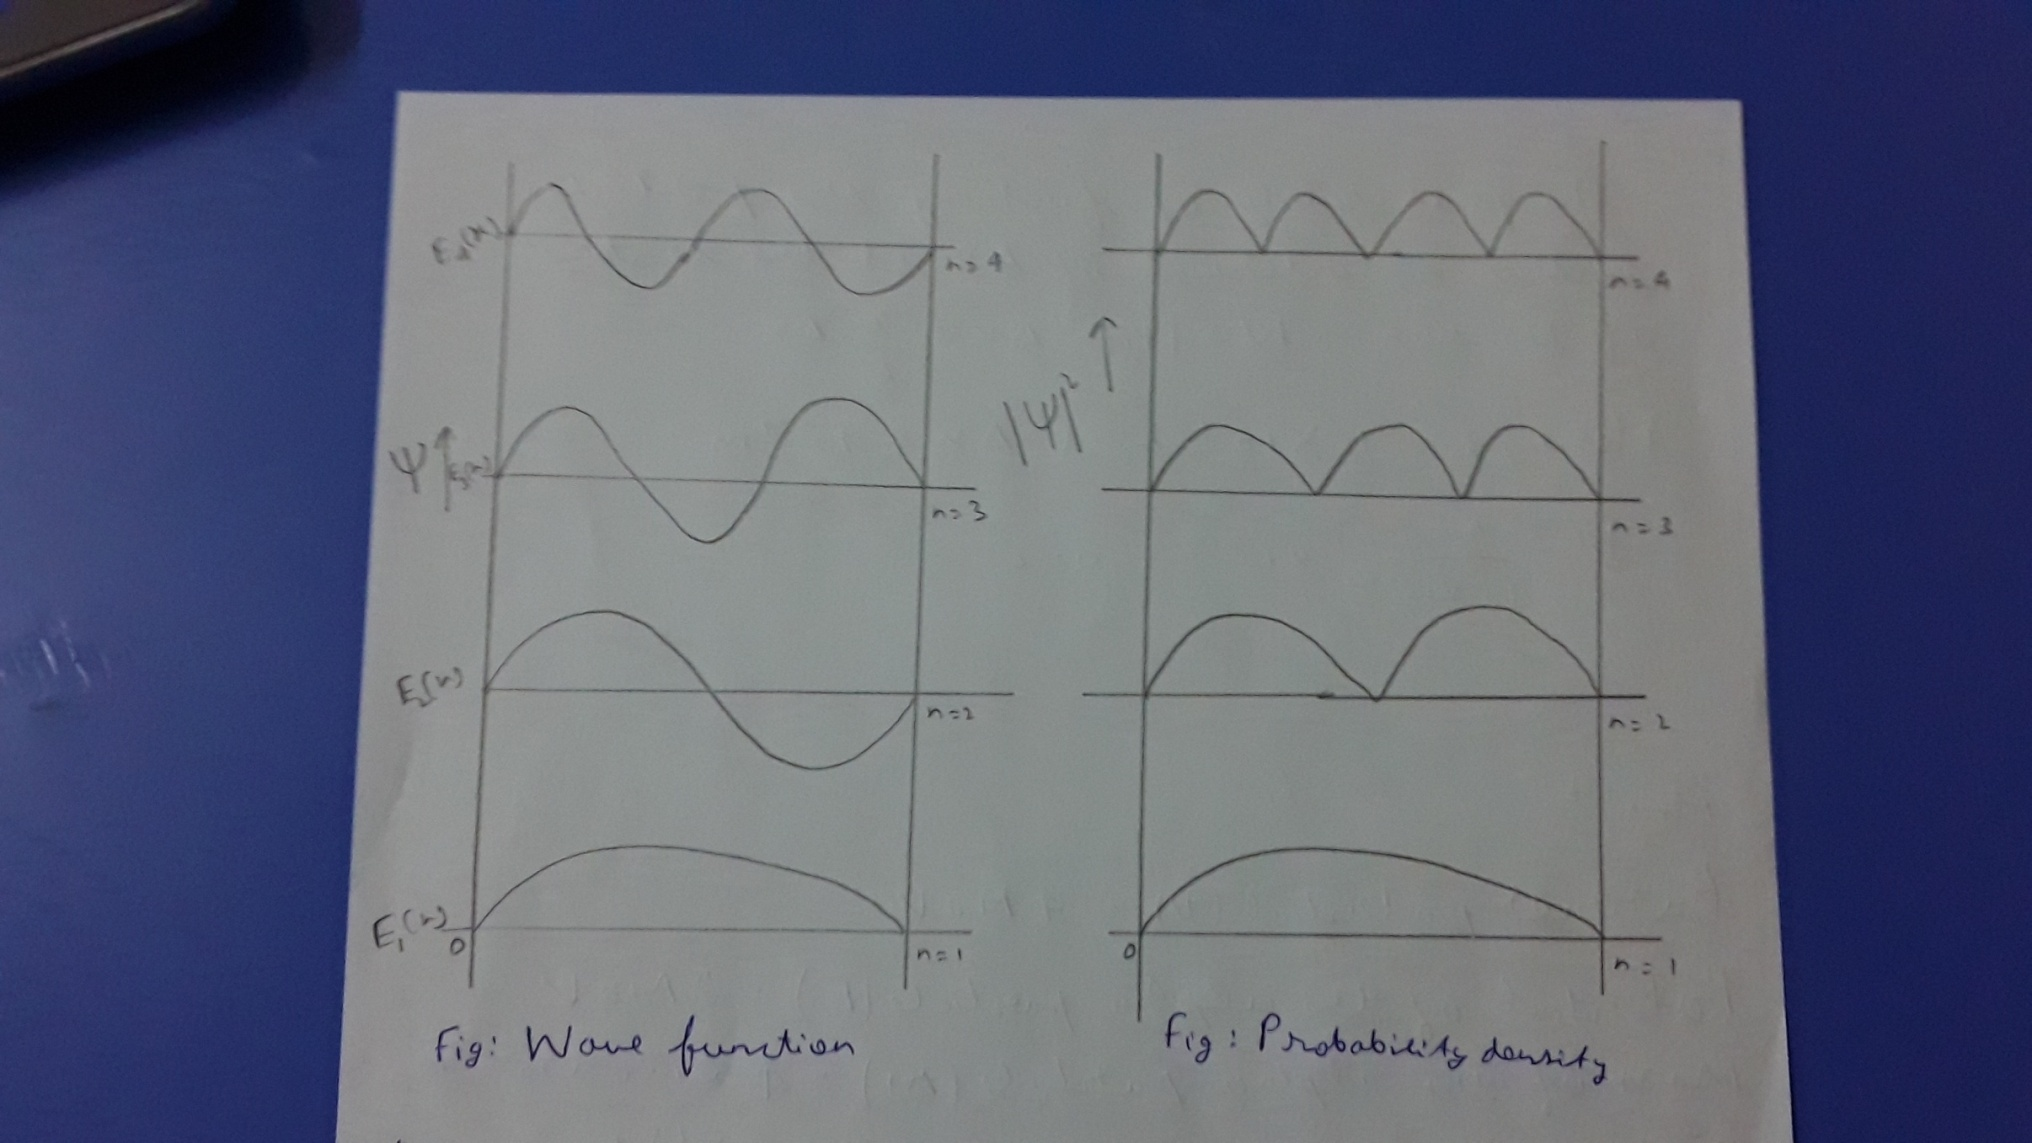 E₄(x)
n=4
n=4
|Ψ|² ↑
Ψ↑
E₃(x)
n=3
n=3
E₂(x)
n=2
n=2
E₁(x)
0
n=1
0
n=1
Fig: Wave function
Fig: Probability density